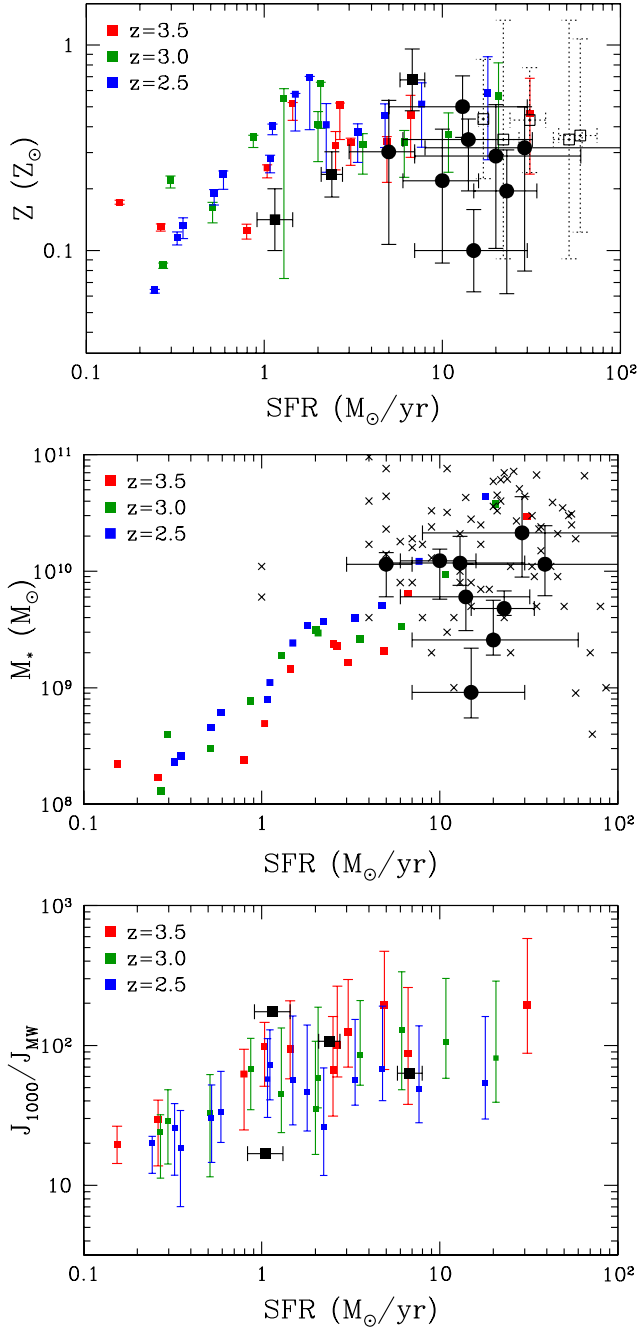 1
0.1
Z (Z⊙)
z=3.5
z=3.0
z=2.5
0.1
1
10
10²
SFR (M⊙/yr)
10¹¹
10¹⁰
10⁹
10⁸
M* (M⊙)
z=3.5
z=3.0
z=2.5
0.1
1
10
10²
SFR (M⊙/yr)
10³
10²
10
J₁₀₀₀/J_MW
z=3.5
z=3.0
z=2.5
0.1
1
10
10²
SFR (M⊙/yr)